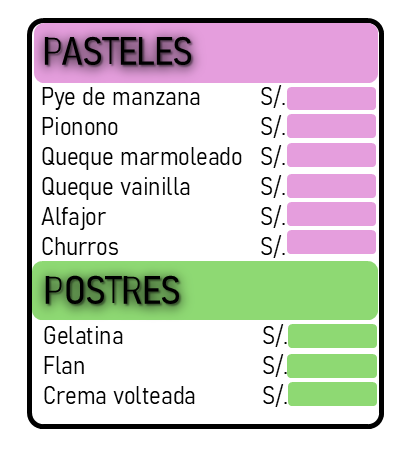 PASTELES
Pye de manzana S/.
Pionono S/.
Queque marmoleado S/.
Queque vainilla S/.
Alfajor S/.
Churros S/.
POSTRES
Gelatina S/.
Flan S/.
Crema volteada S/.